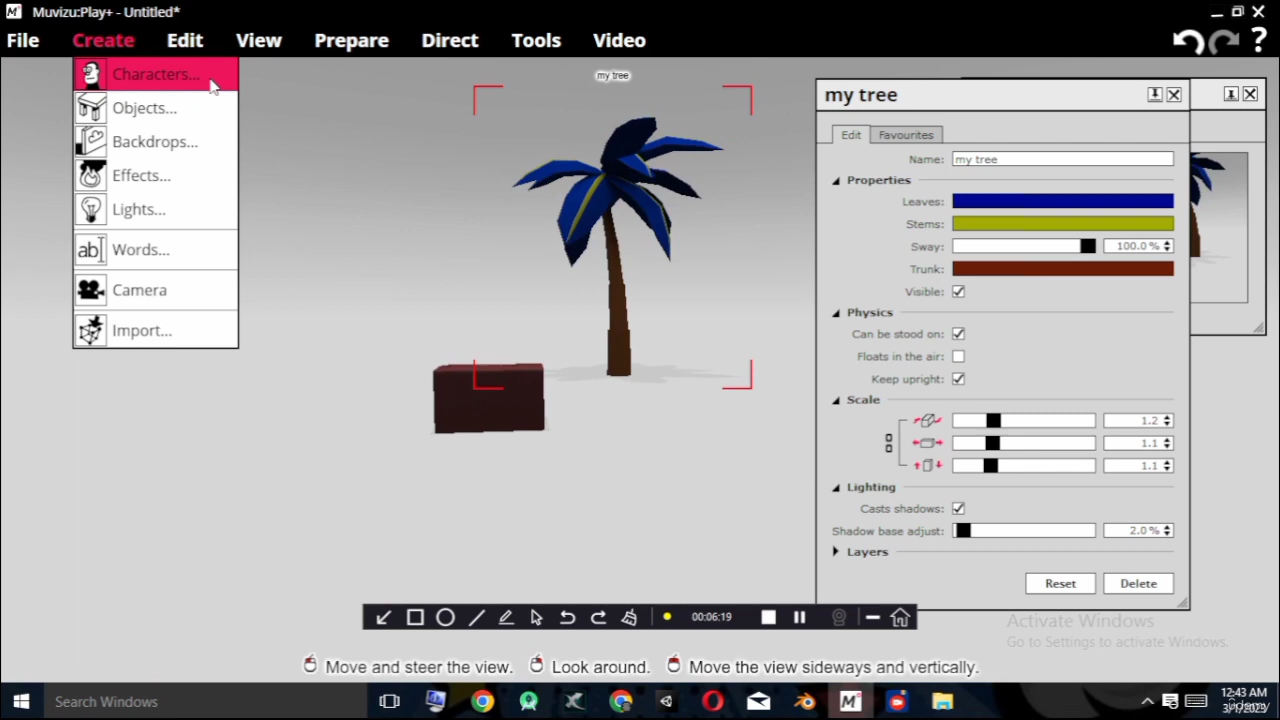 Muvizu:Play+ - Untitled*
File Create Edit View Prepare Direct Tools Video ?
Characters...
Objects...
Backdrops...
Effects...
Lights...
ab Words...
Camera
Import...
my tree
my tree
Edit Favourites
Name: my tree
Properties
Leaves:
Stems:
Sway: 100.0 %
Trunk:
Visible:
Physics
Can be stood on:
Floats in the air:
Keep upright:
Scale
1.2
1.1
1.1
Lighting
Casts shadows:
Shadow base adjust: 2.0 %
Layers
Reset Delete
00:06:19
Activate Windows
Go to Settings to activate Windows.
Move and steer the view. Look around. Move the view sideways and vertically.
Search Windows
12:43 AM
Udemy